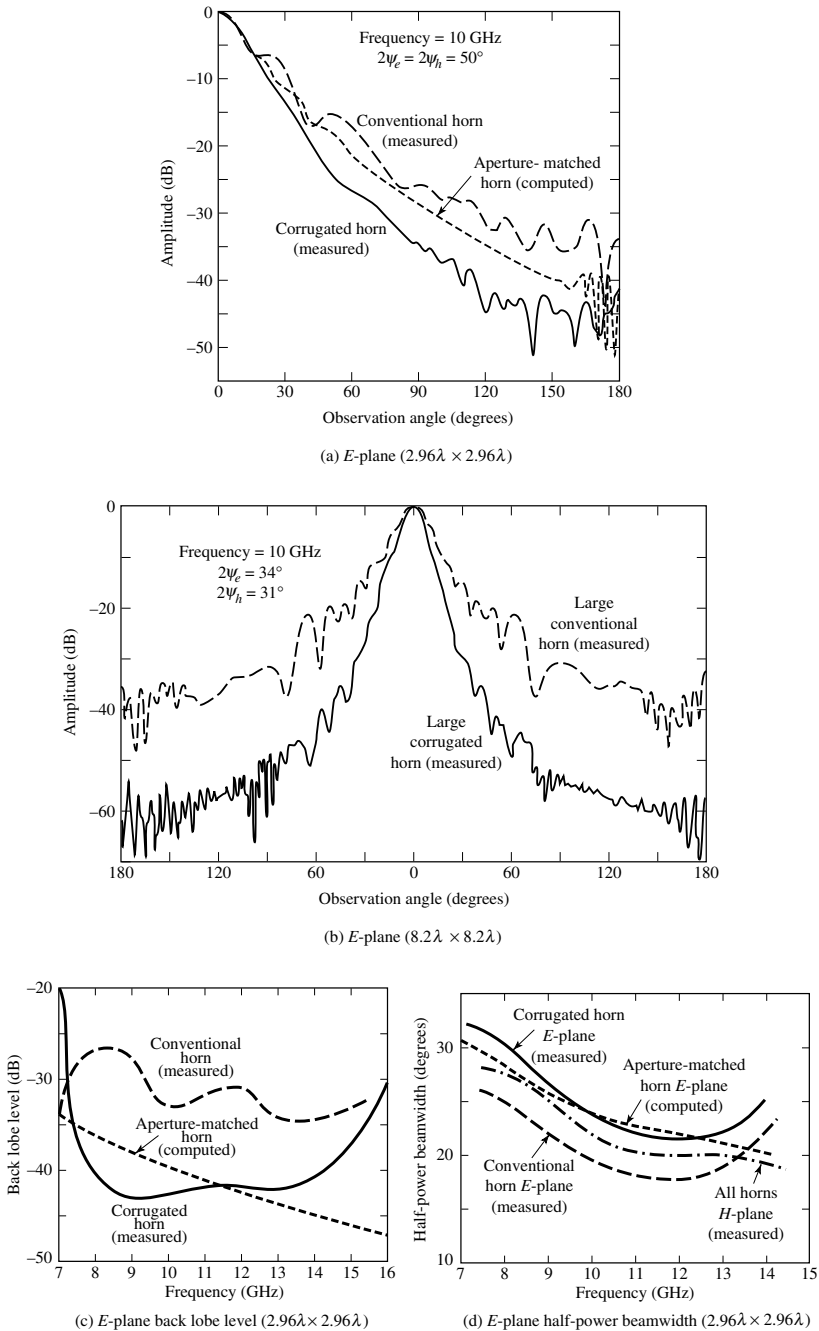 0
–10
–20
–30
–40
–50
Amplitude (dB)
Frequency = 10 GHz
2ψₑ = 2ψₕ = 50°
Conventional horn
(measured)
Aperture- matched
horn (computed)
Corrugated horn
(measured)
0 30 60 90 120 150 180
Observation angle (degrees)
(a) E-plane (2.96λ × 2.96λ)
0
–20
–40
–60
Amplitude (dB)
Frequency = 10 GHz
2ψₑ = 34°
2ψₕ = 31°
Large
conventional
horn (measured)
Large
corrugated
horn (measured)
180 120 60 0 60 120 180
Observation angle (degrees)
(b) E-plane (8.2λ × 8.2λ)
–20
–30
–40
–50
Back lobe level (dB)
Conventional
horn
(measured)
Aperture-matched
horn
(computed)
Corrugated
horn
(measured)
7 8 9 10 11 12 13 14 15 16
Frequency (GHz)
(c) E-plane back lobe level (2.96λ× 2.96λ)
30
20
10
Half-power beamwidth (degrees)
Corrugated horn
E-plane
(measured)
Aperture-matched
horn E-plane
(computed)
Conventional
horn E-plane
(measured)
All horns
H-plane
(measured)
7 8 9 10 11 12 13 14 15
Frequency (GHz)
(d) E-plane half-power beamwidth (2.96λ × 2.96λ)